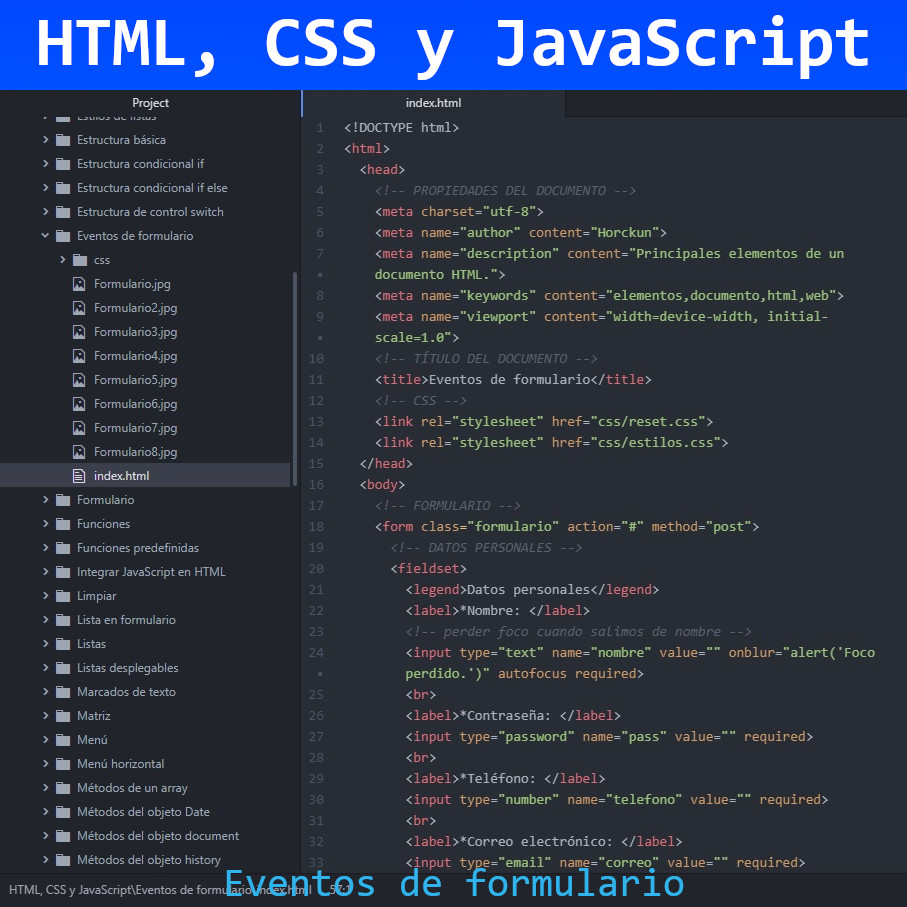 HTML, CSS y JavaScript
Project
Estilos de listas
Estructura básica
Estructura condicional if
Estructura condicional if else
Estructura de control switch
Eventos de formulario
css
Formulario.jpg
Formulario2.jpg
Formulario3.jpg
Formulario4.jpg
Formulario5.jpg
Formulario6.jpg
Formulario7.jpg
Formulario8.jpg
index.html
Formulario
Funciones
Funciones predefinidas
Integrar JavaScript en HTML
Limpiar
Lista en formulario
Listas
Listas desplegables
Marcados de texto
Matriz
Menú
Menú horizontal
Métodos de un array
Métodos del objeto Date
Métodos del objeto document
Métodos del objeto history
index.html
1 <!DOCTYPE html>
2 <html>
3 <head>
4 <!-- PROPIEDADES DEL DOCUMENTO -->
5 <meta charset="utf-8">
6 <meta name="author" content="Horckun">
7 <meta name="description" content="Principales elementos de un
• documento HTML.">
8 <meta name="keywords" content="elementos,documento,html,web">
9 <meta name="viewport" content="width=device-width, initial-
• scale=1.0">
10 <!-- TÍTULO DEL DOCUMENTO -->
11 <title>Eventos de formulario</title>
12 <!-- CSS -->
13 <link rel="stylesheet" href="css/reset.css">
14 <link rel="stylesheet" href="css/estilos.css">
15 </head>
16 <body>
17 <!-- FORMULARIO -->
18 <form class="formulario" action="#" method="post">
19 <!-- DATOS PERSONALES -->
20 <fieldset>
21 <legend>Datos personales</legend>
22 <label>*Nombre: </label>
23 <!-- perder foco cuando salimos de nombre -->
24 <input type="text" name="nombre" value="" onblur="alert('Foco
• perdido.')" autofocus required>
25 <br>
26 <label>*Contraseña: </label>
27 <input type="password" name="pass" value="" required>
28 <br>
29 <label>*Teléfono: </label>
30 <input type="number" name="telefono" value="" required>
31 <br>
32 <label>*Correo electrónico: </label>
33 <input type="email" name="correo" value="" required>
HTML, CSS y JavaScript\Eventos de formulario\index.html 57:1
Eventos de formulario